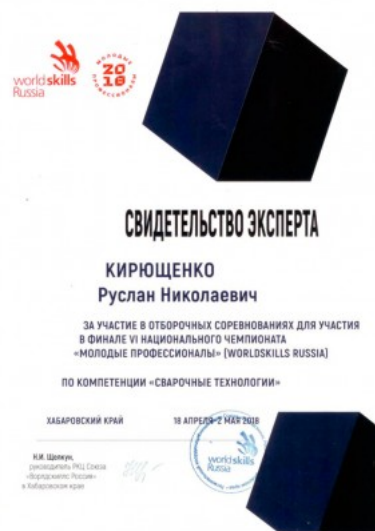 worldskills
Russia
МОЛОДЫЕ
2018
ПРОФЕССИОНАЛЫ
СВИДЕТЕЛЬСТВО ЭКСПЕРТА
КИРЮЩЕНКО
Руслан Николаевич
ЗА УЧАСТИЕ В ОТБОРОЧНЫХ СОРЕВНОВАНИЯХ ДЛЯ УЧАСТИЯ
В ФИНАЛЕ VI НАЦИОНАЛЬНОГО ЧЕМПИОНАТА
«МОЛОДЫЕ ПРОФЕССИОНАЛЫ» (WORLDSKILLS RUSSIA)
ПО КОМПЕТЕНЦИИ «СВАРОЧНЫЕ ТЕХНОЛОГИИ»
ХАБАРОВСКИЙ КРАЙ 18 АПРЕЛЯ-2 МАЯ 2018
Н.И. Щелкун,
руководитель РКЦ Союза
«Ворлдскиллс Россия»
в Хабаровском крае
worldskills
Russia